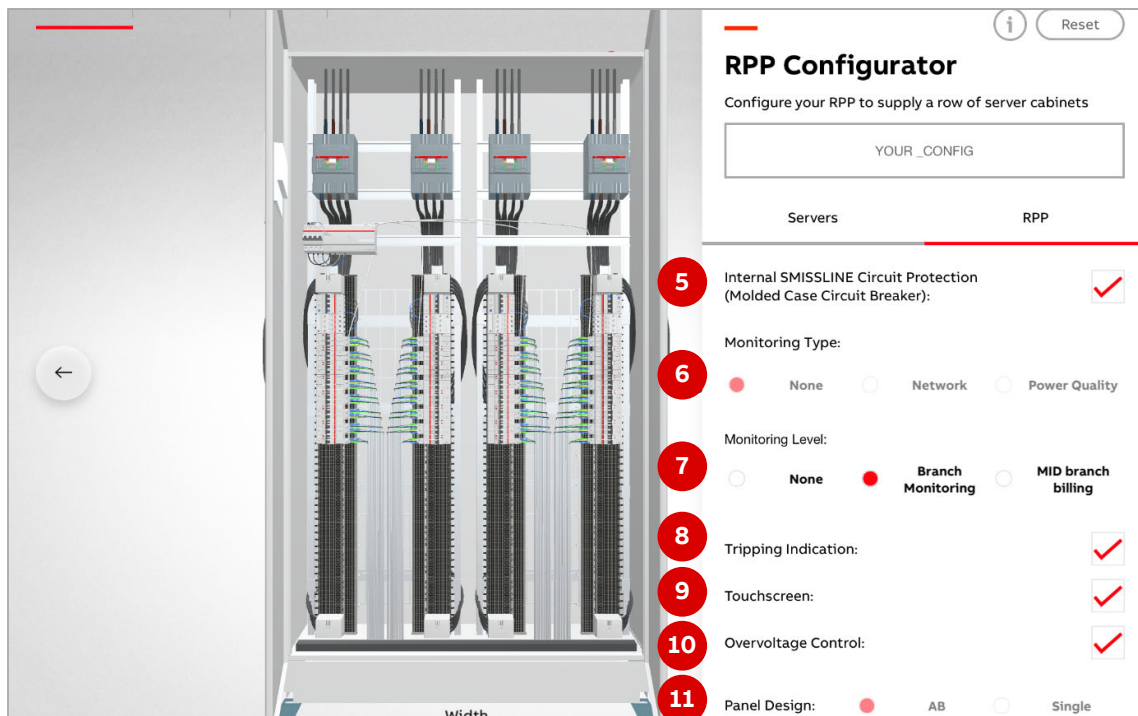 i
Reset
RPP Configurator
Configure your RPP to supply a row of server cabinets
YOUR _CONFIG
Servers RPP
5
Internal SMISSLINE Circuit Protection
(Molded Case Circuit Breaker):
Monitoring Type:
6
None Network Power Quality
Monitoring Level:
7
None Branch Monitoring MID branch billing
8
Tripping Indication:
9
Touchscreen:
10
Overvoltage Control:
11
Panel Design: AB Single
Width